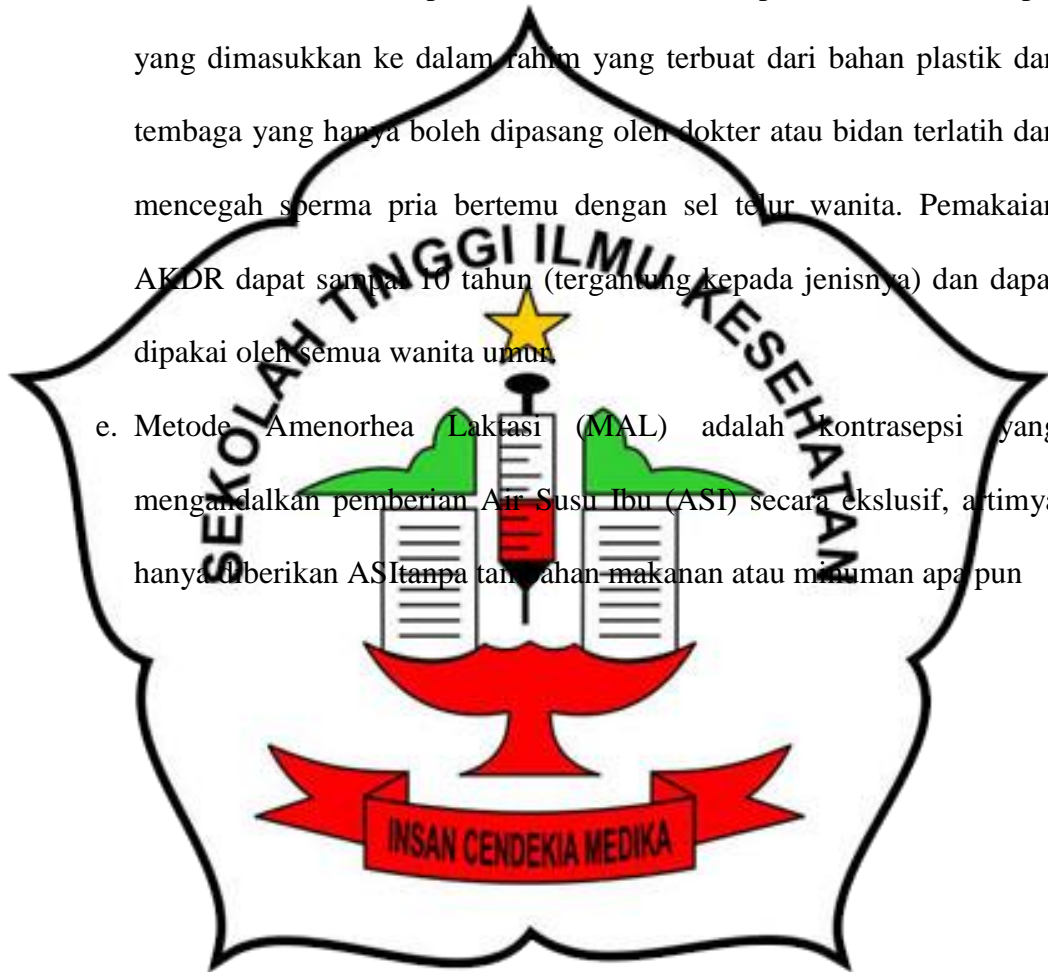 yang dimasukkan ke dalam rahim yang terbuat dari bahan plastik dan
tembaga yang hanya boleh dipasang oleh dokter atau bidan terlatih dan
mencegah sperma pria bertemu dengan sel telur wanita. Pemakaian
AKDR dapat sampai 10 tahun (tergantung kepada jenisnya) dan dapat
dipakai oleh semua wanita umur.
e. Metode Amenorhea Laktasi (MAL) adalah kontrasepsi yang
mengandalkan pemberian Air Susu Ibu (ASI) secara ekslusif, artimya
hanya diberikan ASItanpa tambahan makanan atau minuman apa pun
SEKOLAH TINGGI ILMU KESEHATAN
INSAN CENDEKIA MEDIKA